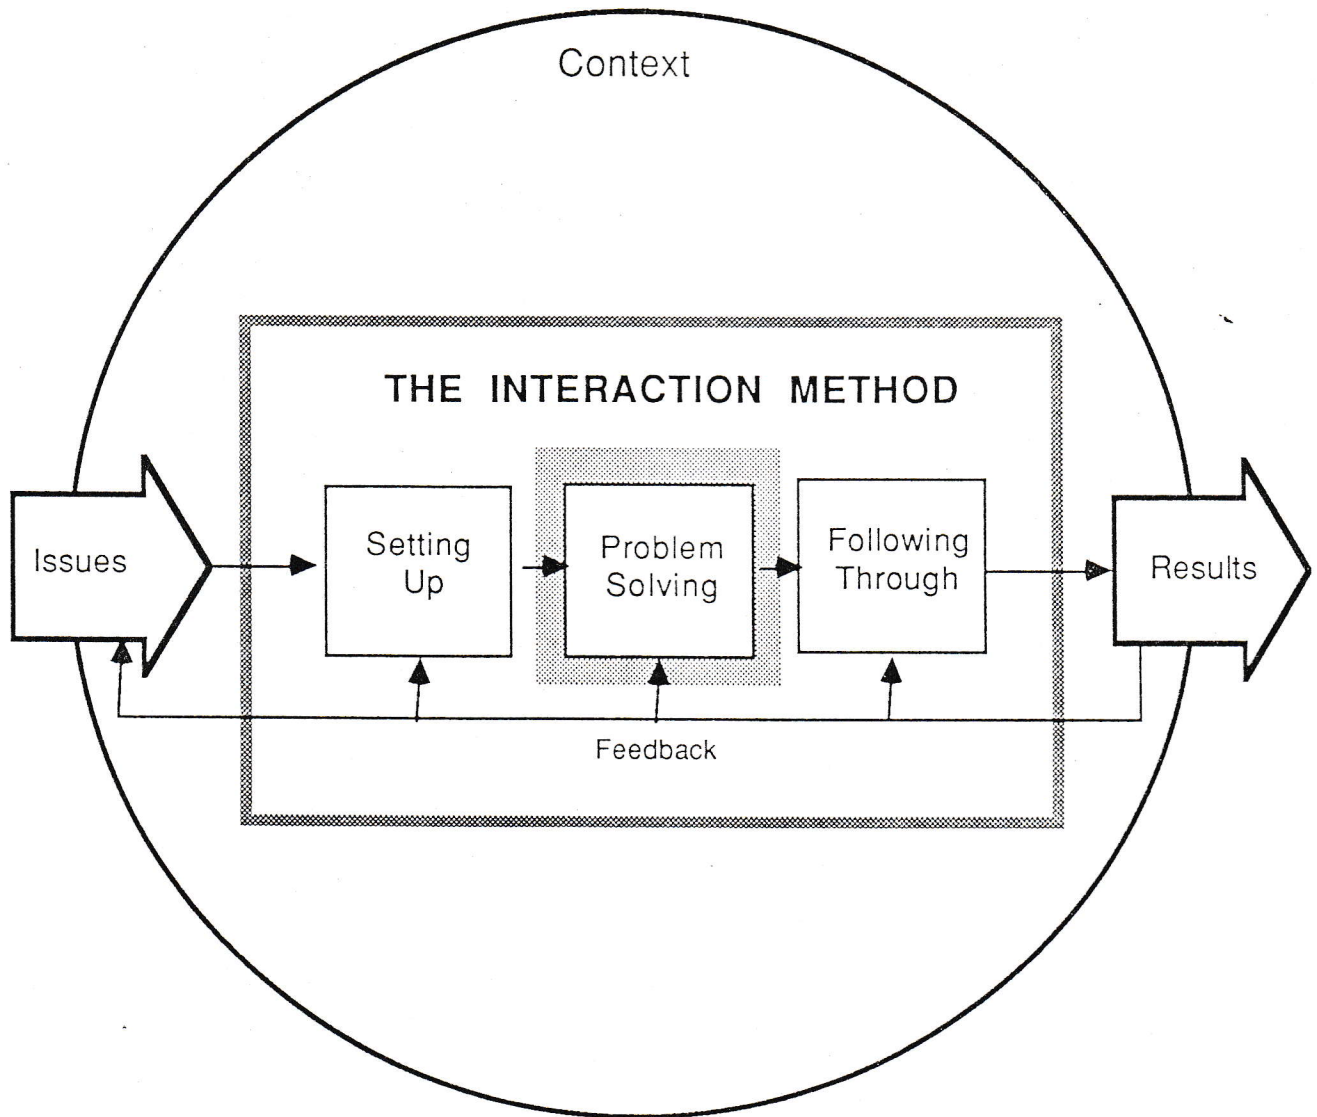 Context
THE INTERACTION METHOD
Issues
Setting
Up
Problem
Solving
Following
Through
Results
Feedback